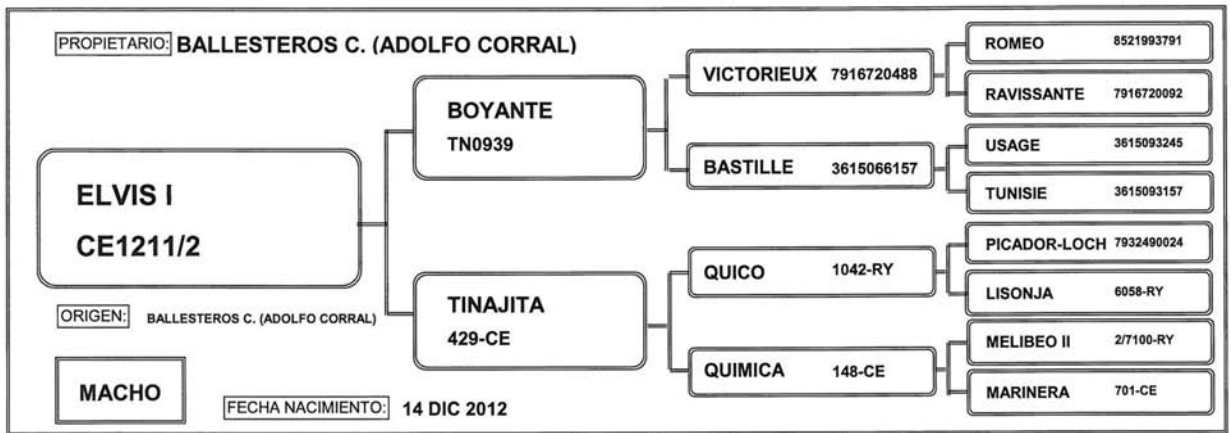 PROPIETARIO: BALLESTEROS C. (ADOLFO CORRAL)
ELVIS I
CE1211/2
ORIGEN: BALLESTEROS C. (ADOLFO CORRAL)
MACHO
FECHA NACIMIENTO: 14 DIC 2012
BOYANTE
TN0939
TINAJITA
429-CE
VICTORIEUX 7916720488
BASTILLE 3615066157
QUICO 1042-RY
QUIMICA 148-CE
ROMEO 8521993791
RAVISSANTE 7916720092
USAGE 3615093245
TUNISIE 3615093157
PICADOR-LOCH 7932490024
LISONJA 6058-RY
MELIBEO II 2/7100-RY
MARINERA 701-CE